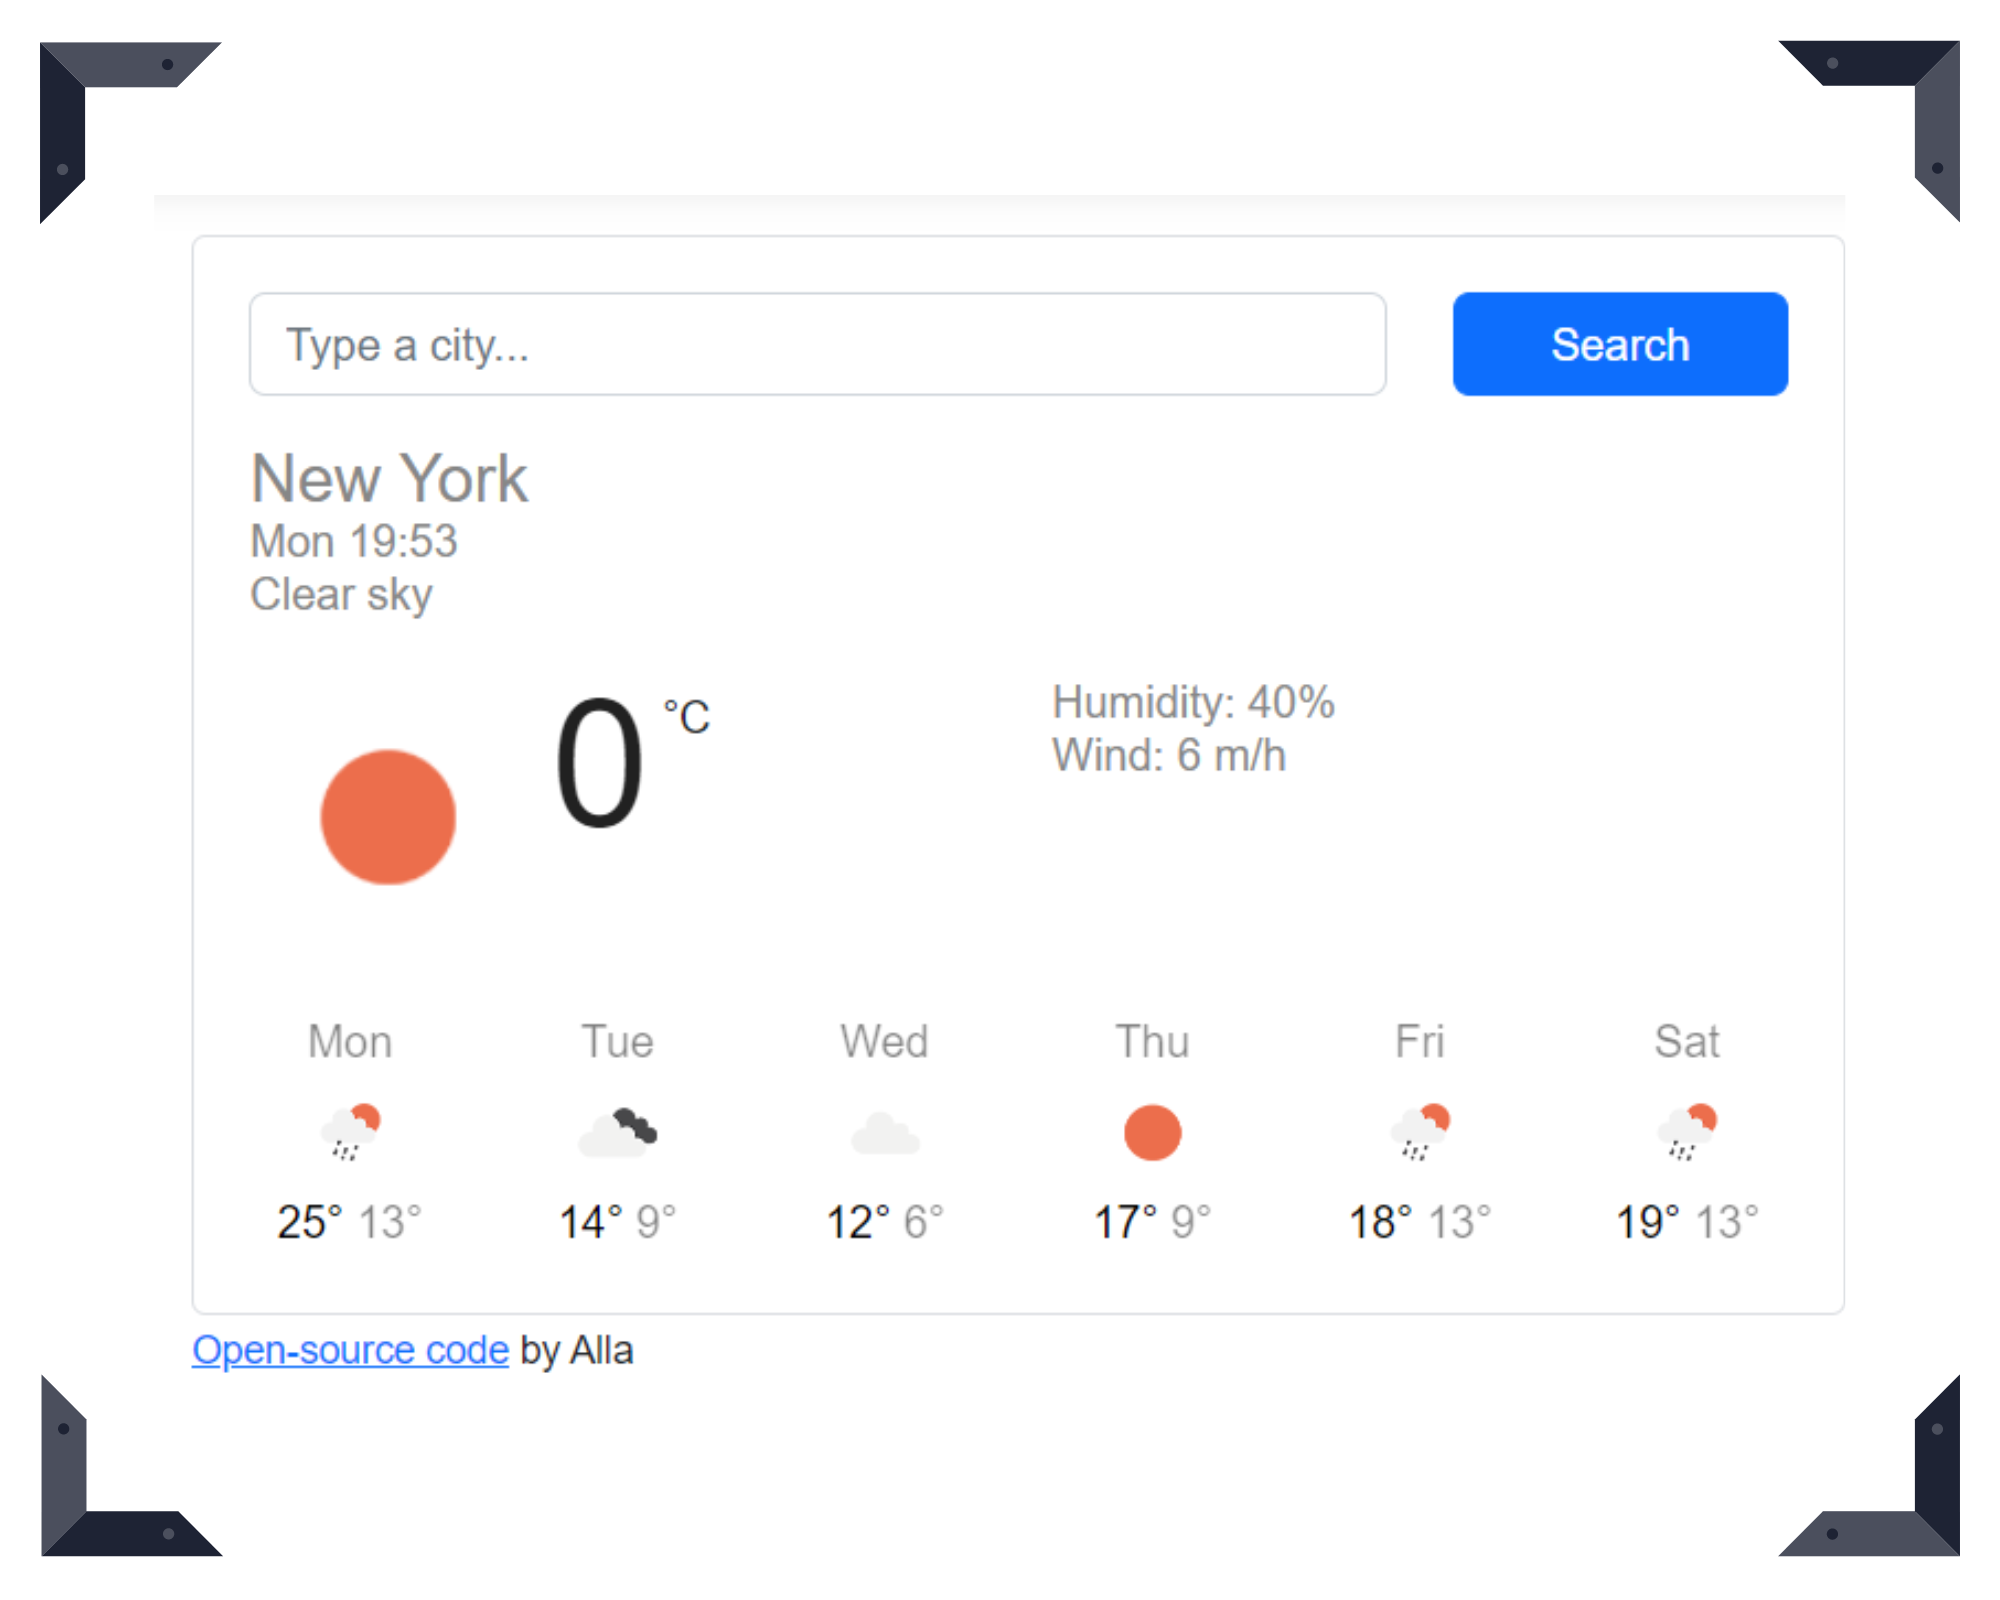 Type a city...
Search
New York
Mon 19:53
Clear sky
0 °C
Humidity: 40%
Wind: 6 m/h
Mon Tue Wed Thu Fri Sat
25° 13° 14° 9° 12° 6° 17° 9° 18° 13° 19° 13°
Open-source code by Alla